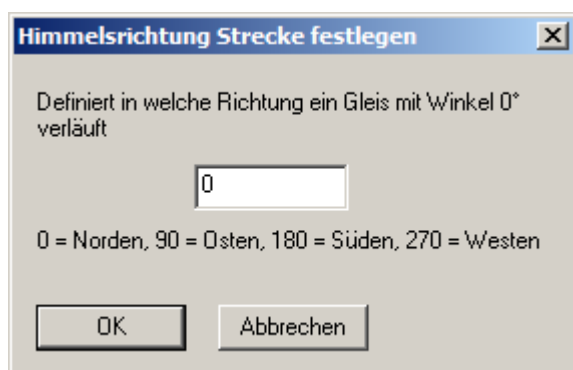 Himmelsrichtung Strecke festlegen
Definiert in welche Richtung ein Gleis mit Winkel 0°
verläuft
0
0 = Norden, 90 = Osten, 180 = Süden, 270 = Westen
OK
Abbrechen